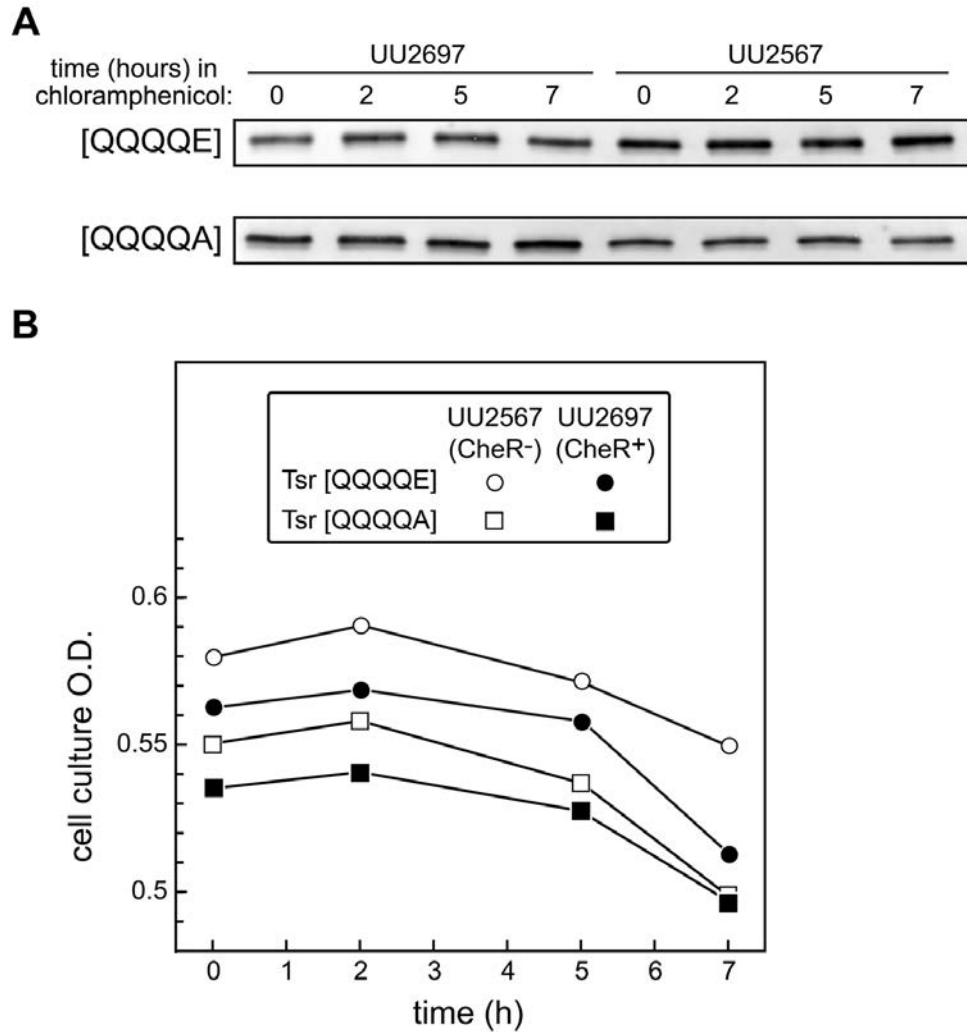 A
UU2697 UU2567
time (hours) in
chloramphenicol: 0 2 5 7 0 2 5 7
[QQQQE]
[QQQQA]
B
UU2567 UU2697
(CheR-) (CheR+)
Tsr [QQQQE]
Tsr [QQQQA]
0.6
0.55
0.5
cell culture O.D.
0 1 2 3 4 5 6 7
time (h)